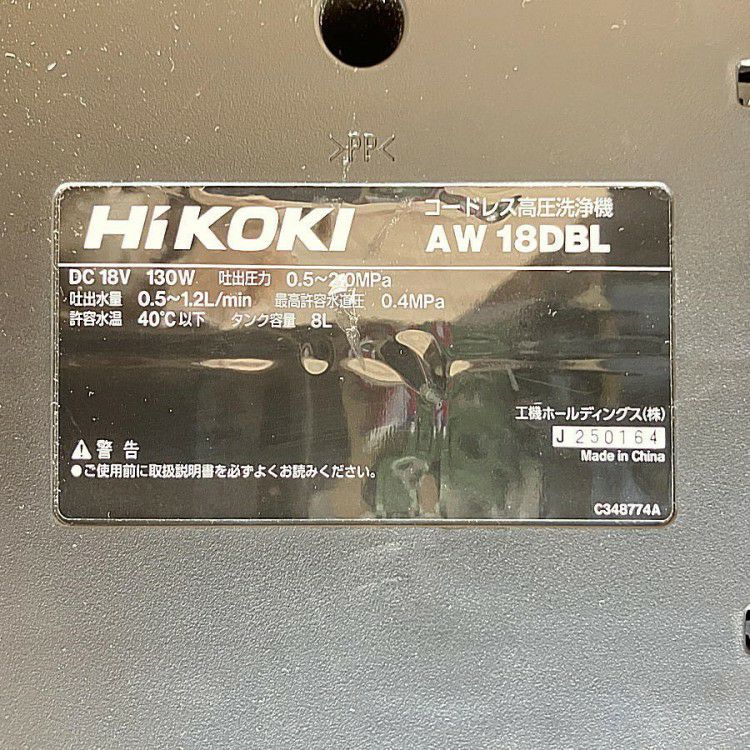 >PP<
HiKOKI
コードレス高圧洗浄機
AW 18DBL
DC 18V 130W 吐出圧力 0.5~2.0MPa
吐出水量 0.5~1.2L/min 最高許容水道圧 0.4MPa
許容水温 40℃以下 タンク容量 8L
工機ホールディングス(株)
J 250164
Made in China
⚠警告
●ご使用前に取扱説明書を必ずよくお読みください。
C348774A